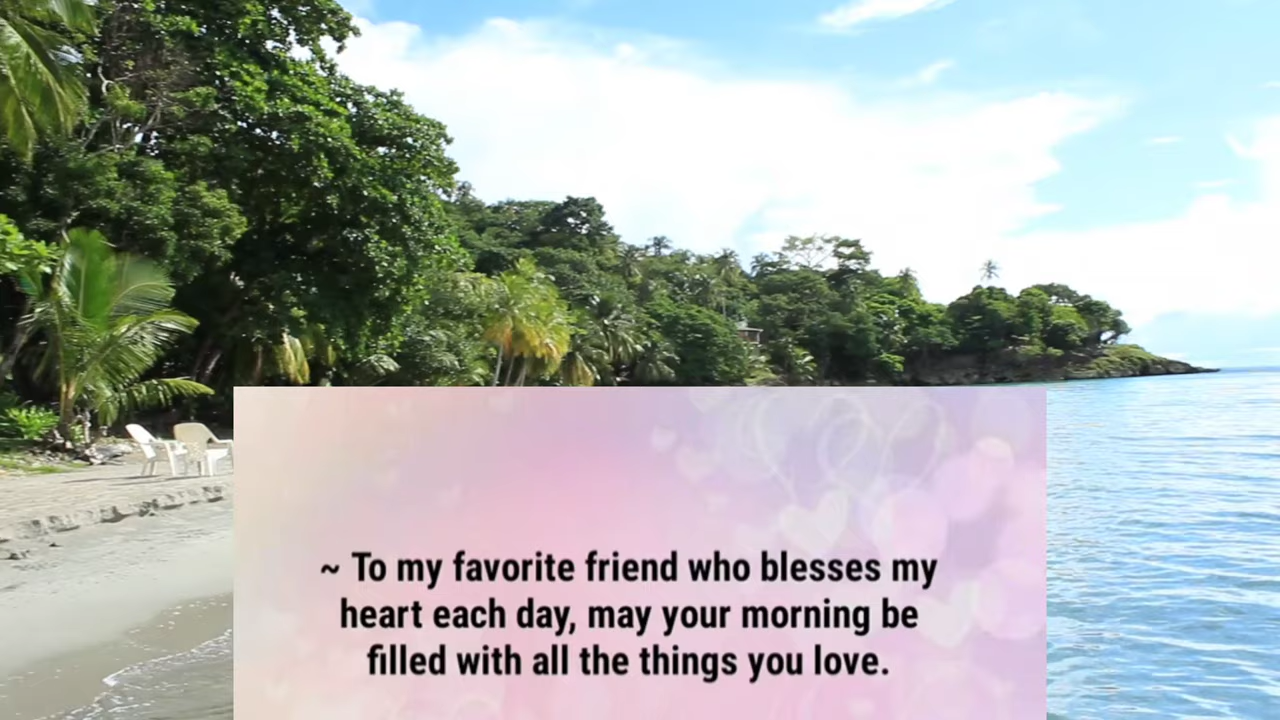 ~ To my favorite friend who blesses my
heart each day, may your morning be
filled with all the things you love.